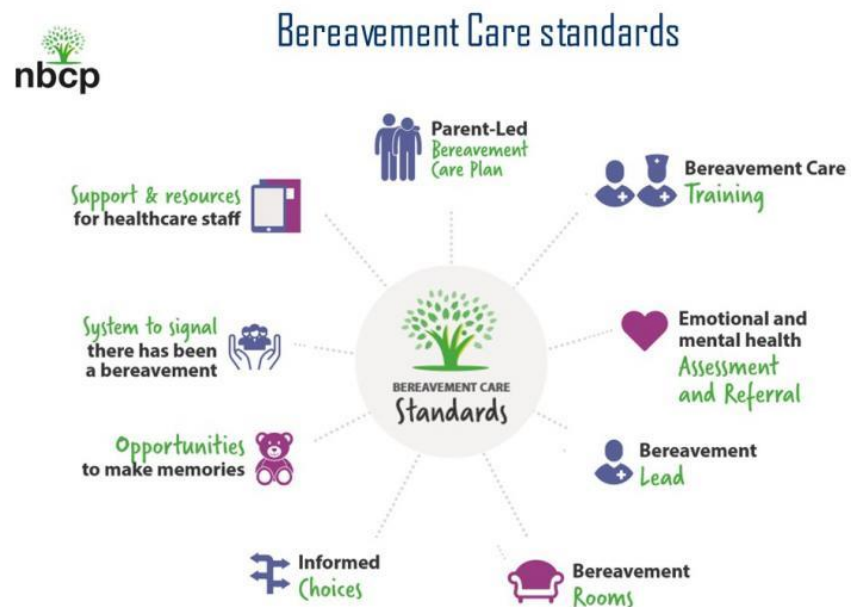 nbcp
Bereavement Care standards
Parent-Led
Bereavement
Care Plan
Bereavement Care
Training
Emotional and
mental health
Assessment
and Referral
Bereavement
Lead
Bereavement
Rooms
Informed
Choices
Opportunities
to make memories
System to signal
there has been
a bereavement
Support & resources
for healthcare staff
BEREAVEMENT CARE
Standards